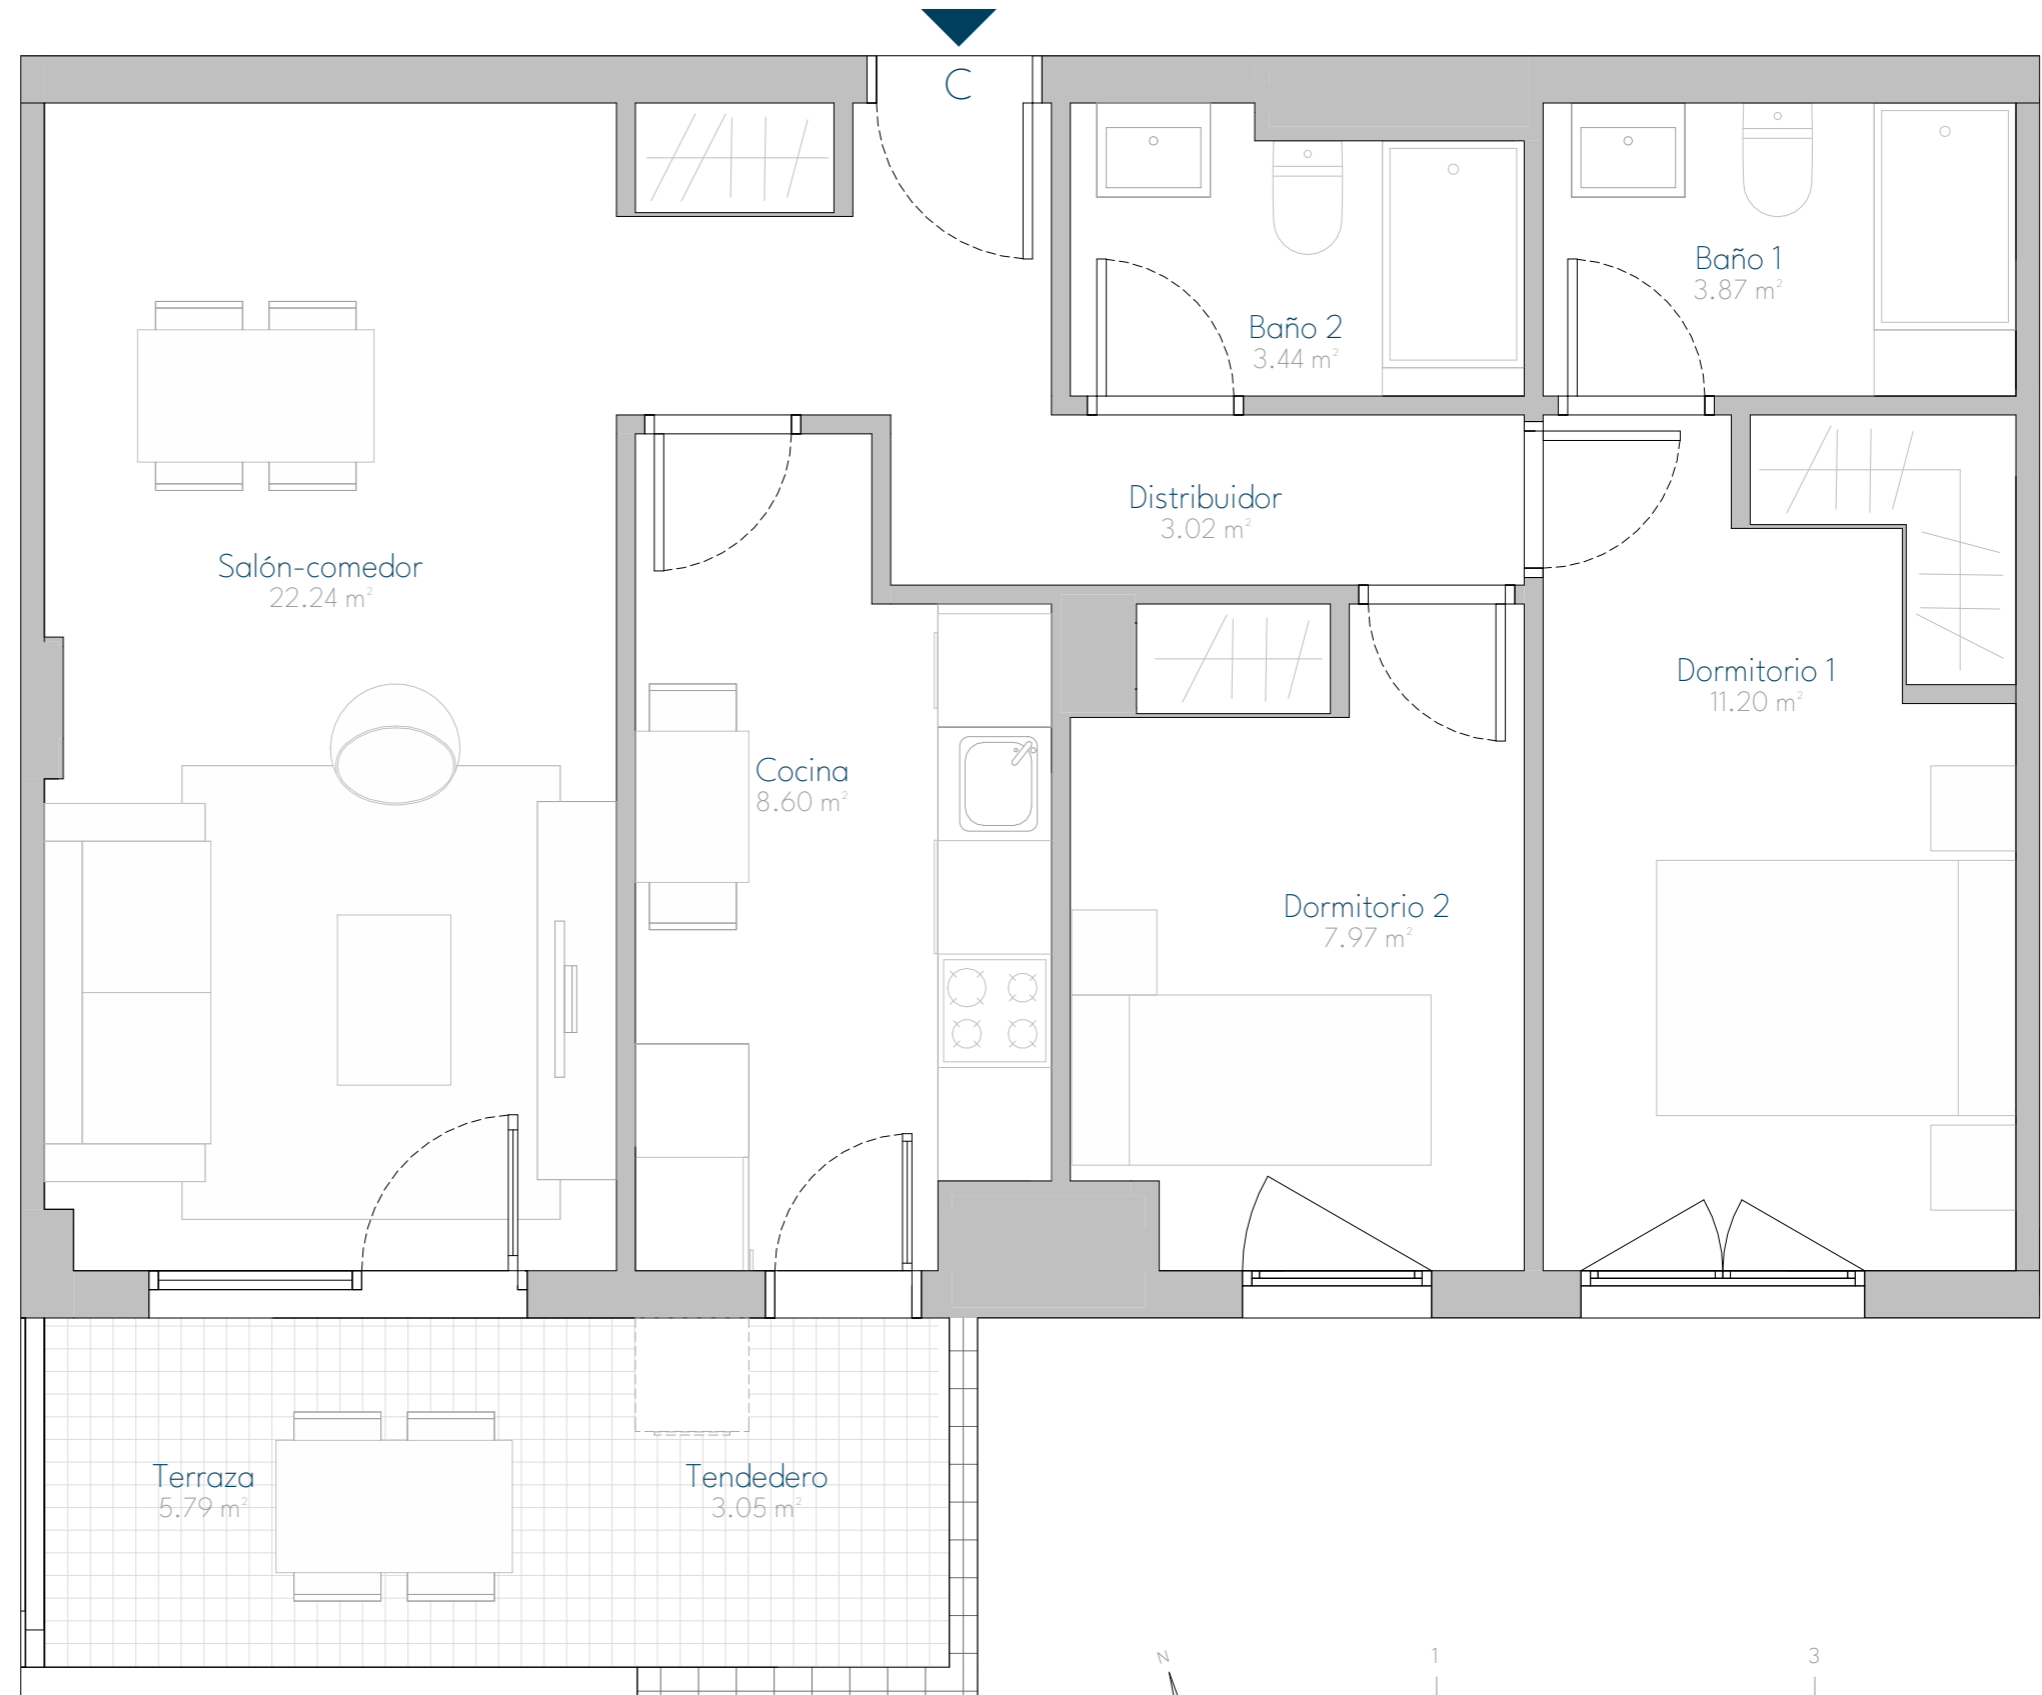 C
Baño 1
3.87 m²
Baño 2
3.44 m²
Distribuidor
3.02 m²
Salón-comedor
22.24 m²
Dormitorio 1
11.20 m²
Cocina
8.60 m²
Dormitorio 2
7.97 m²
Terraza
5.79 m²
Tendedero
3.05 m²
N
1
3